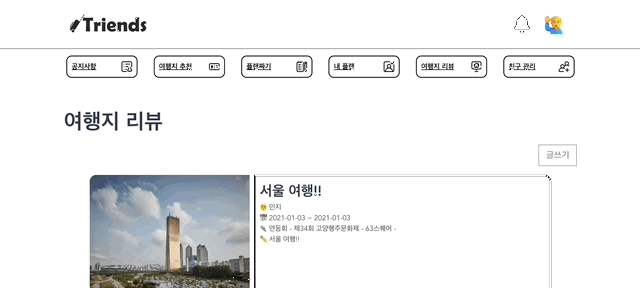 Triends
공지사항 여행지 추천 플랜짜기 내 플랜 여행지 리뷰 친구 관리
여행지 리뷰
글쓰기
서울 여행!!
민지
2021-01-03 ~ 2021-01-03
연등회 - 제34회 고양행주문화제 - 63스퀘어 -
서울 여행!!